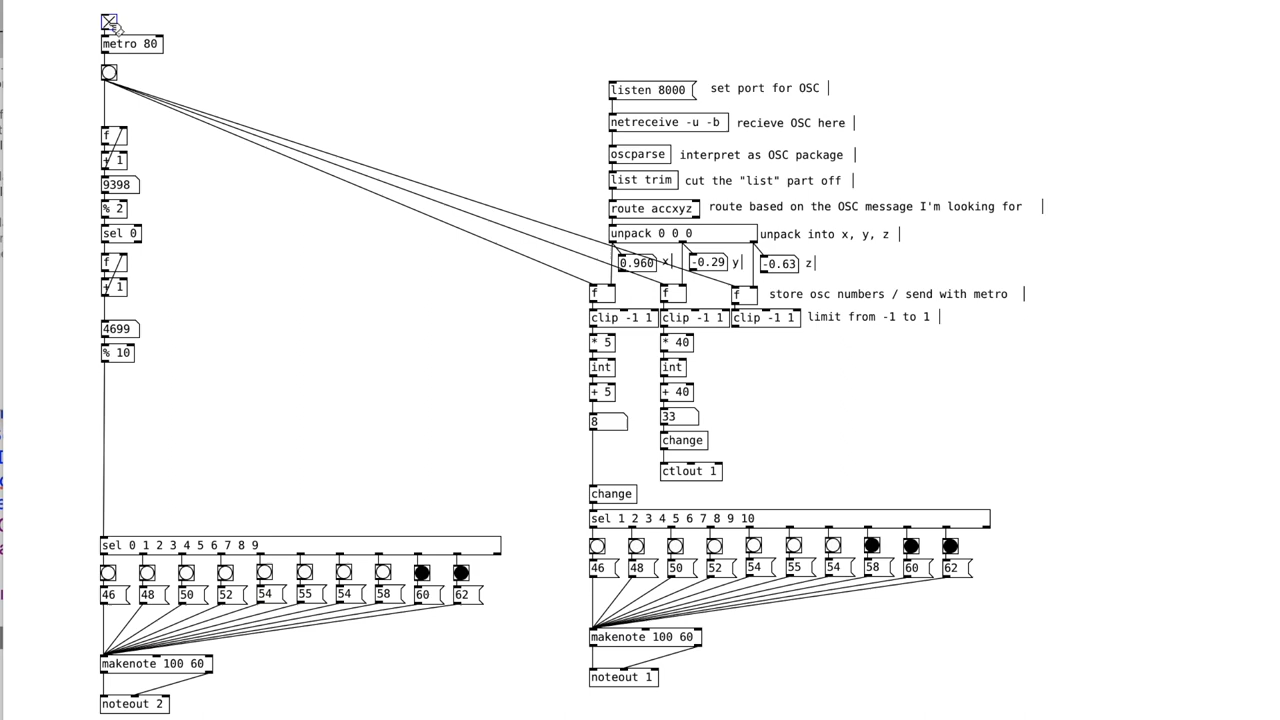 metro 80
f
+ 1
9398
% 2
sel 0
f
+ 1
4699
% 10
sel 0 1 2 3 4 5 6 7 8 9
46 48 50 52 54 55 54 58 60 62
makenote 100 60
noteout 2
listen 8000 set port for OSC
netreceive -u -b recieve OSC here
oscparse interpret as OSC package
list trim cut the "list" part off
route accxyz route based on the OSC message I'm looking for
unpack 0 0 0 unpack into x, y, z
0.960 x -0.29 y -0.63 z
f f f store osc numbers / send with metro
clip -1 1 clip -1 1 clip -1 1 limit from -1 to 1
* 5 * 40
int int
+ 5 + 40
8 33
change
ctlout 1
change
sel 1 2 3 4 5 6 7 8 9 10
46 48 50 52 54 55 54 58 60 62
makenote 100 60
noteout 1